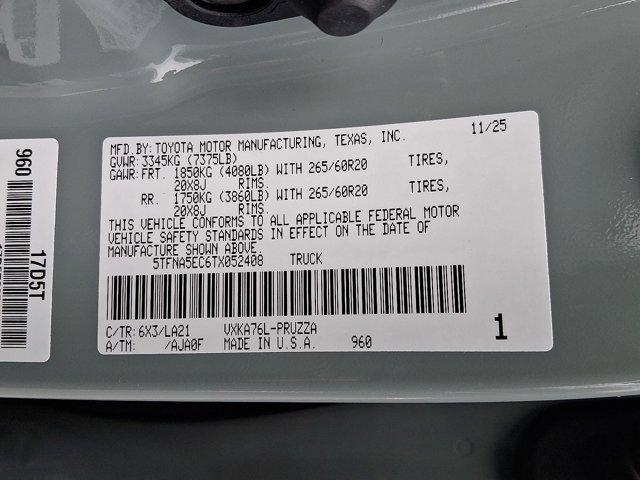 MFD.BY:TOYOTA MOTOR MANUFACTURING, TEXAS, INC. 11/25
GVWR:3345KG (7375LB)
GAWR:FRT. 1850KG (4080LB) WITH 265/60R20 TIRES,
20X8J RIMS.
RR. 1750KG (3860LB) WITH 265/60R20 TIRES,
20X8J RIMS.
THIS VEHICLE CONFORMS TO ALL APPLICABLE FEDERAL MOTOR
VEHICLE SAFETY STANDARDS IN EFFECT ON THE DATE OF
MANUFACTURE SHOWN ABOVE.
5TFNA5EC6TX052408 TRUCK
C/TR:6X3/LA21 VXKA76L-PRUZZA
A/TM: /AJA0F MADE IN U.S.A. 960
1
960
17D5T